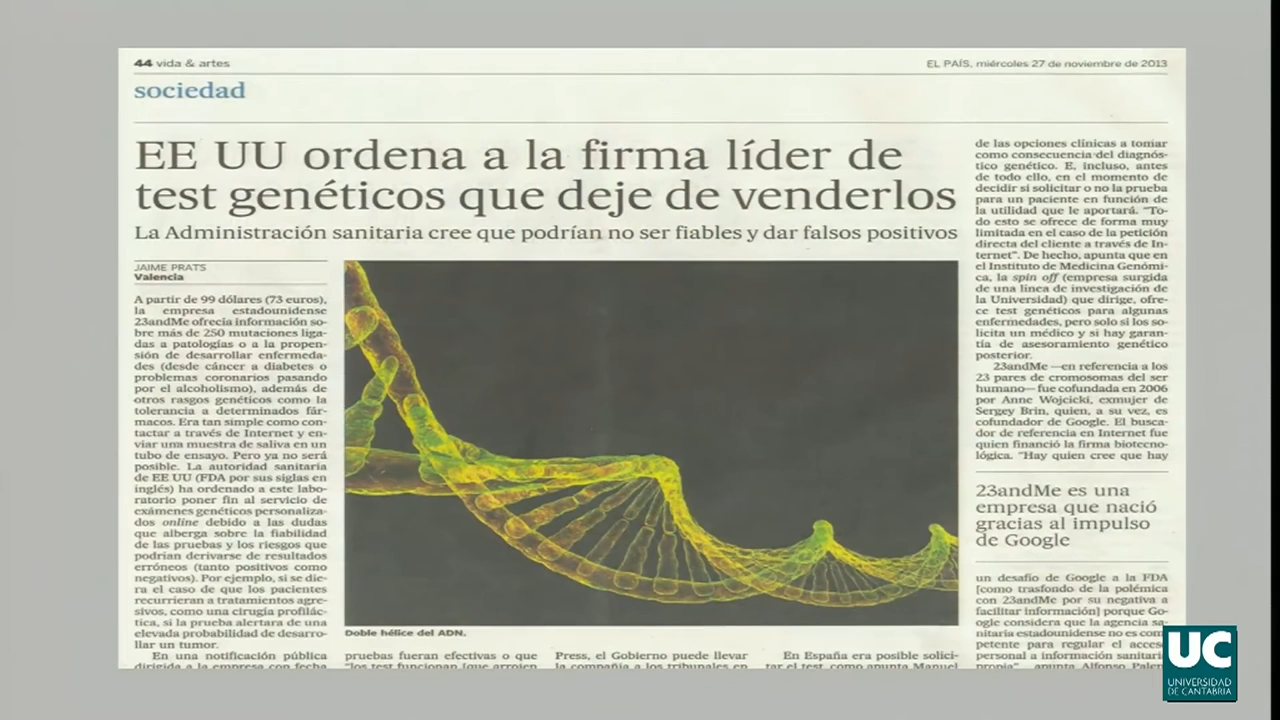 44 vida & artes
EL PAÍS, miércoles 27 de noviembre de 2013
sociedad
EE UU ordena a la firma líder de
test genéticos que deje de venderlos
La Administración sanitaria cree que podrían no ser fiables y dar falsos positivos
JAIME PRATS
Valencia
A partir de 99 dólares (73 euros),
la empresa estadounidense
23andMe ofrecía información so-
bre más de 250 mutaciones liga-
das a patologías o a la propen-
sión de desarrollar enfermeda-
des (desde cáncer a diabetes o
problemas coronarios pasando
por el alcoholismo), además de
otros rasgos genéticos como la
tolerancia a determinados fár-
macos. Era tan simple como con-
tactar a través de Internet y en-
viar una muestra de saliva en un
tubo de ensayo. Pero ya no será
posible. La autoridad sanitaria
de EE UU (FDA por sus siglas en
inglés) ha ordenado a este labo-
ratorio poner fin al servicio de
exámenes genéticos personaliza-
dos online debido a las dudas
que alberga sobre la fiabilidad
de las pruebas y los riesgos que
podrían derivarse de resultados
erróneos (tanto positivos como
negativos). Por ejemplo, si se die-
ra el caso de que los pacientes
recurrieran a tratamientos agre-
sivos, como una cirugía profilác-
tica, si la prueba alertara de una
elevada probabilidad de desarro-
llar un tumor.
En una notificación pública
dirigida a la empresa con fecha
Doble hélice del ADN.
pruebas fueran efectivas o que
"los test funcionan [que arrojen
Press, el Gobierno puede llevar
la compañía a los tribunales en
En España era posible solici-
tar el test, como apunta Manuel
de las opciones clínicas a tomar
como consecuencia del diagnós-
tico genético. E, incluso, antes
de todo ello, en el momento de
decidir si solicitar o no la prueba
para un paciente en función de
la utilidad que le aportará. "To-
do esto se ofrece de forma muy
limitada en el caso de la petición
directa del cliente a través de In-
ternet". De hecho, apunta que en
el Instituto de Medicina Genómi-
ca, la spin off (empresa surgida
de una línea de investigación de
la Universidad) que dirige, ofre-
ce test genéticos para algunas
enfermedades, pero solo si los so-
licita un médico y si hay garan-
tía de asesoramiento genético
posterior.
23andMe —en referencia a los
23 pares de cromosomas del ser
humano— fue cofundada en 2006
por Anne Wojcicki, exmujer de
Sergey Brin, quien, a su vez, es
cofundador de Google. El busca-
dor de referencia en Internet fue
quien financió la firma biotecno-
lógica. "Hay quien cree que hay
23andMe es una
empresa que nació
gracias al impulso
de Google
un desafío de Google a la FDA
[como trasfondo de la polémica
con 23andMe por su negativa a
facilitar información] porque Go-
ogle considera que la agencia sa-
nitaria estadounidense no es com
petente para regular el acceso
personal a información sanitari
propia", apunta Alfonso
UC
UNIVERSIDAD
DE CANTABRIA